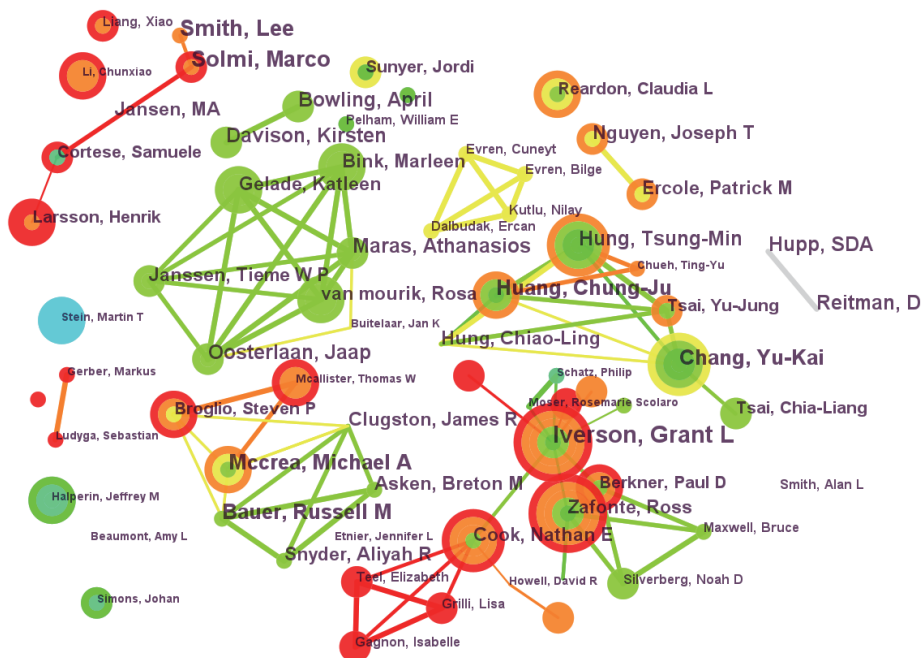 Liang, Xiao
Smith, Lee
Solmi, Marco
Li, Chunxiao
Jansen, MA
Cortese, Samuele
Larsson, Henrik
Sunyer, Jordi
Bowling, April
Pelham, William E
Davison, Kirsten
Bink, Marleen
Gelade, Katleen
Maras, Athanasios
Janssen, Tieme W P
van mourik, Rosa
Buitelaar, Jan K
Oosterlaan, Jaap
Evren, Cuneyt
Evren, Bilge
Kutlu, Nilay
Dalbudak, Ercan
Reardon, Claudia L
Nguyen, Joseph T
Ercole, Patrick M
Hung, Tsung-Min
Chueh, Ting-Yu
Huang, Chung-Ju
Tsai, Yu-Jung
Hung, Chiao-Ling
Chang, Yu-Kai
Tsai, Chia-Liang
Hupp, SDA
Reitman, D
Stein, Martin T
Gerber, Markus
Ludyga, Sebastian
Halperin, Jeffrey M
Simons, Johan
Mcallister, Thomas W
Broglio, Steven P
Clugston, James R
Mccrea, Michael A
Asken, Breton M
Bauer, Russell M
Beaumont, Amy L
Snyder, Aliyah R
Etnier, Jennifer L
Schatz, Philip
Moser, Rosemarie Scolaro
Iverson, Grant L
Berkner, Paul D
Zafonte, Ross
Cook, Nathan E
Smith, Alan L
Maxwell, Bruce
Silverberg, Noah D
Howell, David R
Teel, Elizabeth
Grilli, Lisa
Gagnon, Isabelle